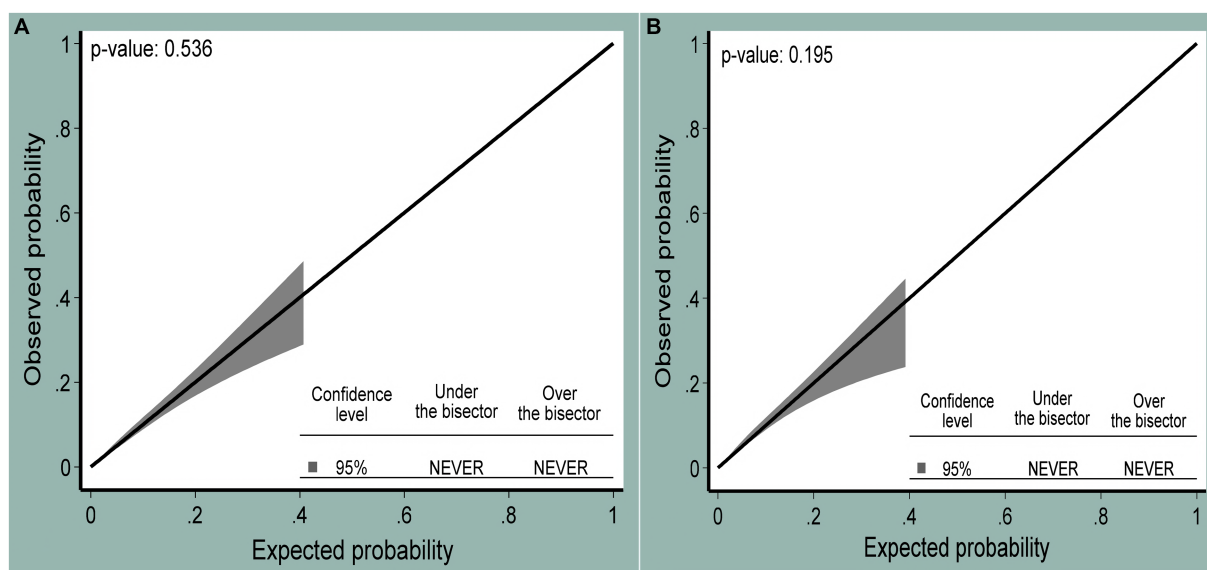 A
p-value: 0.536
Observed probability
1
.8
.6
.4
.2
0
Confidence level
Under the bisector
Over the bisector
95%
NEVER
NEVER
0
.2
.4
.6
.8
1
Expected probability
B
p-value: 0.195
Observed probability
1
.8
.6
.4
.2
0
Confidence level
Under the bisector
Over the bisector
95%
NEVER
NEVER
0
.2
.4
.6
.8
1
Expected probability